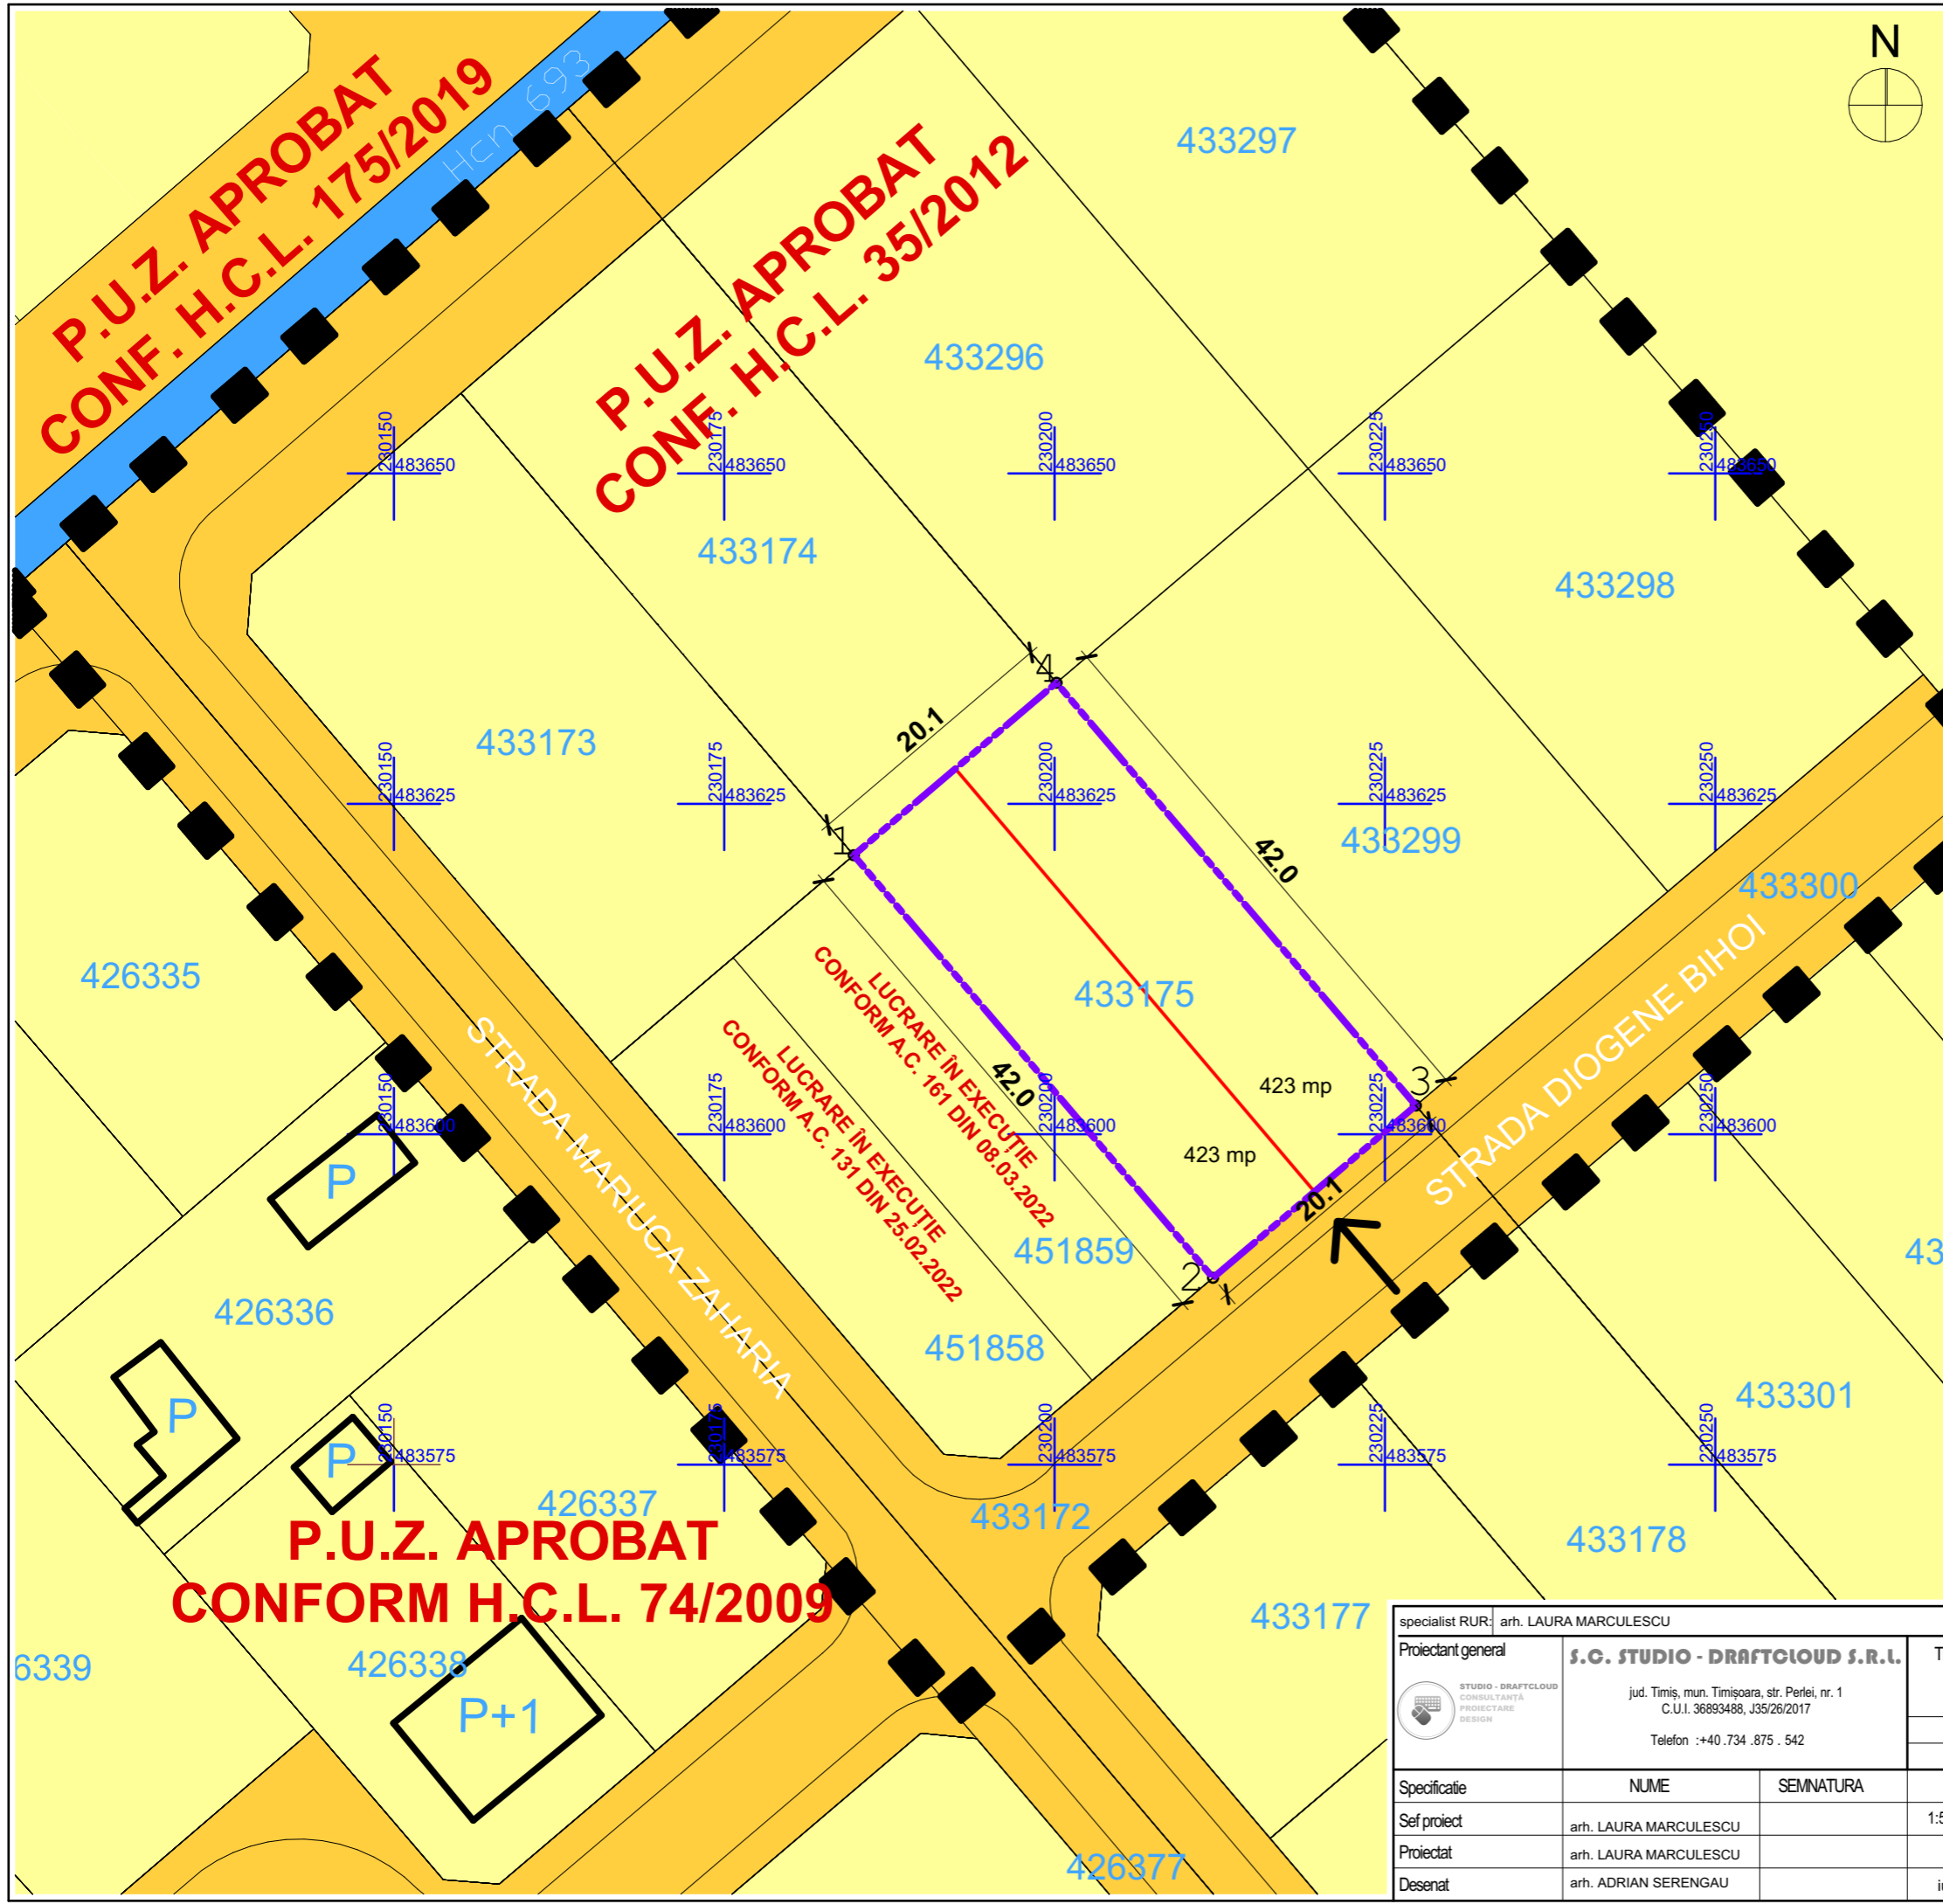 N
P.U.Z. APROBAT
CONF. H.C.L. 175/2019
Hcn 693
P.U.Z. APROBAT
CONF. H.C.L. 35/2012
433297
433296
230150
483650
230175
483650
230200
483650
230225
483650
230250
483650
433174
433298
4
20.1
433173
230150
483625
230175
483625
230200
483625
230225
483625
230250
483625
1
42.0
433299
433300
426335
433175
STRADA DIOGENE BIHOI
LUCRARE ÎN EXECUȚIE
CONFORM A.C. 161 DIN 08.03.2022
LUCRARE ÎN EXECUȚIE
CONFORM A.C. 131 DIN 25.02.2022
42.0
STRADA MARIUCA ZAHARIA
423 mp
3
230150
483600
230175
483600
230200
483600
230225
483600
230250
483600
423 mp
P
20.1
451859
2
426336
451858
433301
P
P
230150
483575
230175
483575
230200
483575
230225
483575
230250
483575
426337
433172
433178
P.U.Z. APROBAT
CONFORM H.C.L. 74/2009
433177
426338
P+1
426377
specialist RUR: arh. LAURA MARCULESCU
Proiectant general
S.C. STUDIO - DRAFTCLOUD S.R.L.
STUDIO - DRAFTCLOUD
CONSULTANȚĂ
PROIECTARE
DESIGN
jud. Timiș, mun. Timișoara, str. Perlei, nr. 1
C.U.I. 36893488, J35/26/2017
Telefon :+40 .734 .875 . 542
Specificatie NUME SEMNATURA
Sef proiect arh. LAURA MARCULESCU
Proiectat arh. LAURA MARCULESCU
Desenat arh. ADRIAN SERENGAU